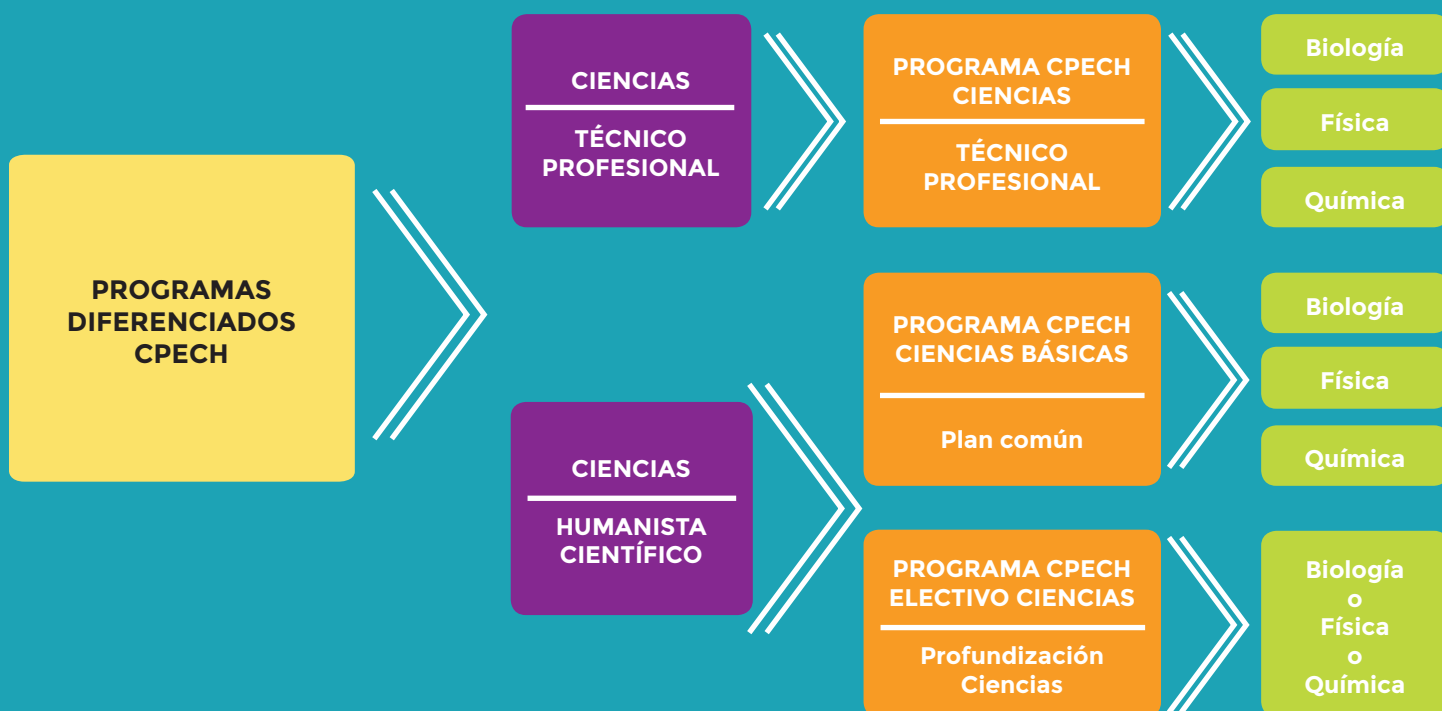 PROGRAMAS
DIFERENCIADOS
CPECH
CIENCIAS
TÉCNICO
PROFESIONAL
PROGRAMA CPECH
CIENCIAS
TÉCNICO
PROFESIONAL
Biología
Física
Química
CIENCIAS
HUMANISTA
CIENTÍFICO
PROGRAMA CPECH
CIENCIAS BÁSICAS
Plan común
Biología
Física
Química
PROGRAMA CPECH
ELECTIVO CIENCIAS
Profundización
Ciencias
Biología
o
Física
o
Química